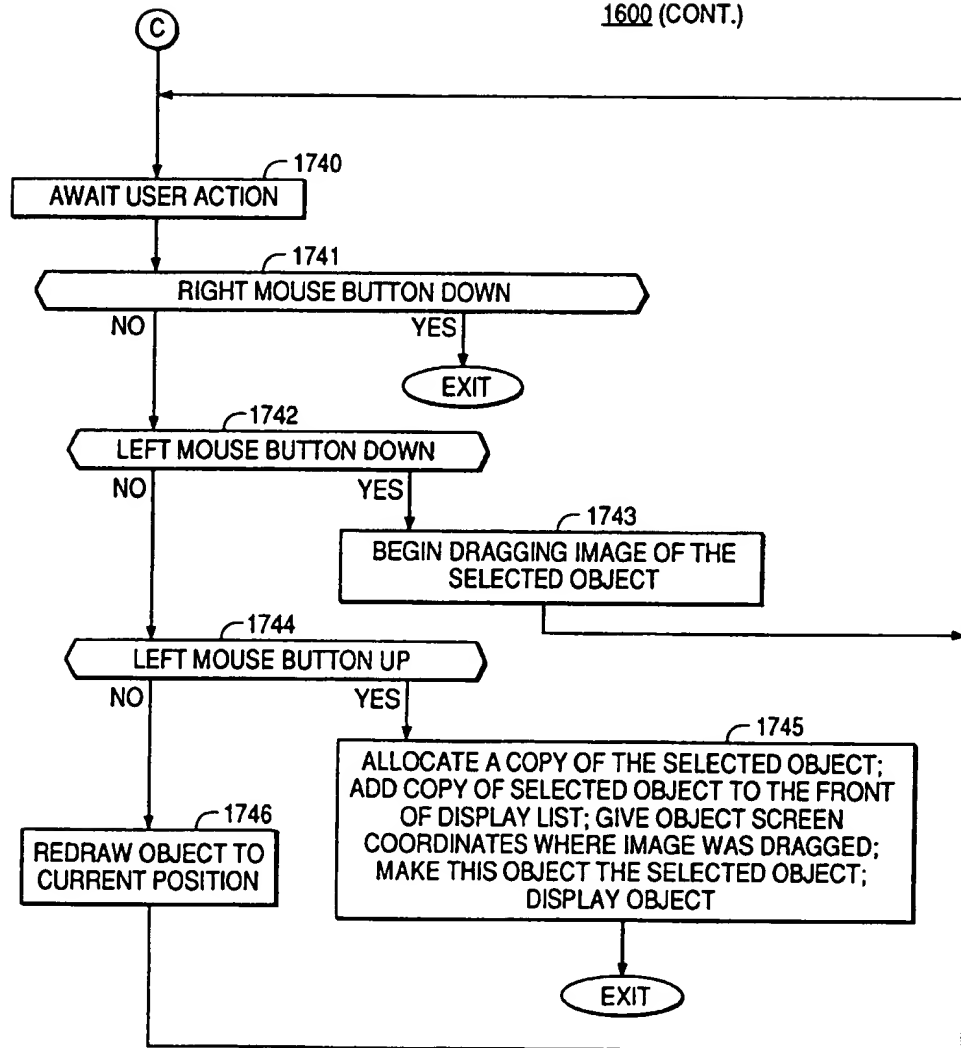 1600 (CONT.)
C
1740
AWAIT USER ACTION
1741
RIGHT MOUSE BUTTON DOWN
NO
YES
EXIT
1742
LEFT MOUSE BUTTON DOWN
NO
YES
1743
BEGIN DRAGGING IMAGE OF THE
SELECTED OBJECT
1744
LEFT MOUSE BUTTON UP
NO
YES
1745
ALLOCATE A COPY OF THE SELECTED OBJECT;
ADD COPY OF SELECTED OBJECT TO THE FRONT
OF DISPLAY LIST; GIVE OBJECT SCREEN
COORDINATES WHERE IMAGE WAS DRAGGED;
MAKE THIS OBJECT THE SELECTED OBJECT;
DISPLAY OBJECT
1746
REDRAW OBJECT TO
CURRENT POSITION
EXIT